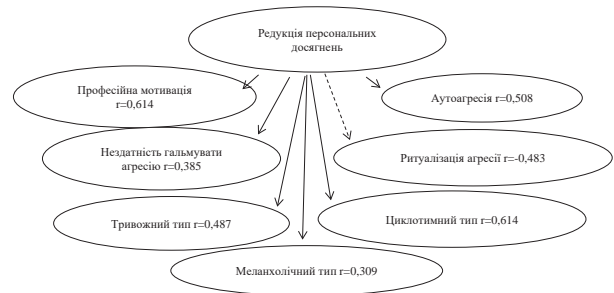 Редукція персональних
досягнень
Професійна мотивація
r=0,614
Аутоагресія r=0,508
Нездатність гальмувати
агресію r=0,385
Ритуалізація агресії r=-0,483
Тривожний тип r=0,487
Циклотимний тип r=0,614
Меланхолічний тип r=0,309